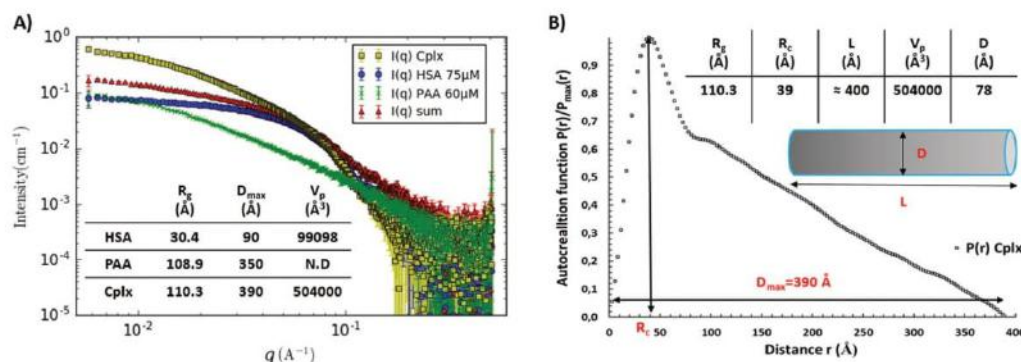 A)
10⁰
10⁻¹
10⁻²
10⁻³
10⁻⁴
10⁻⁵
Intensity(cm⁻¹)
I(q) Cplx
I(q) HSA 75μM
I(q) PAA 60μM
I(q) sum
Rg Dmax Vp
(Å) (Å) (Å³)
HSA 30.4 90 99098
PAA 108.9 350 N.D
Cplx 110.3 390 504000
10⁻² 10⁻¹
q (A⁻¹)
B)
Autocrealltion function P(r)/Pmax(r)
1,0
0,9
0,8
0,7
0,6
0,5
0,4
0,3
0,2
0,1
0,0
Rg Rc L Vp D
(Å) (Å) (Å) (Å³) (Å)
110.3 39 ≈ 400 504000 78
D
L
P(r) Cplx
Dmax=390 Å
0 50 100 150 200 250 300 350 400
Rc
Distance r (Å)